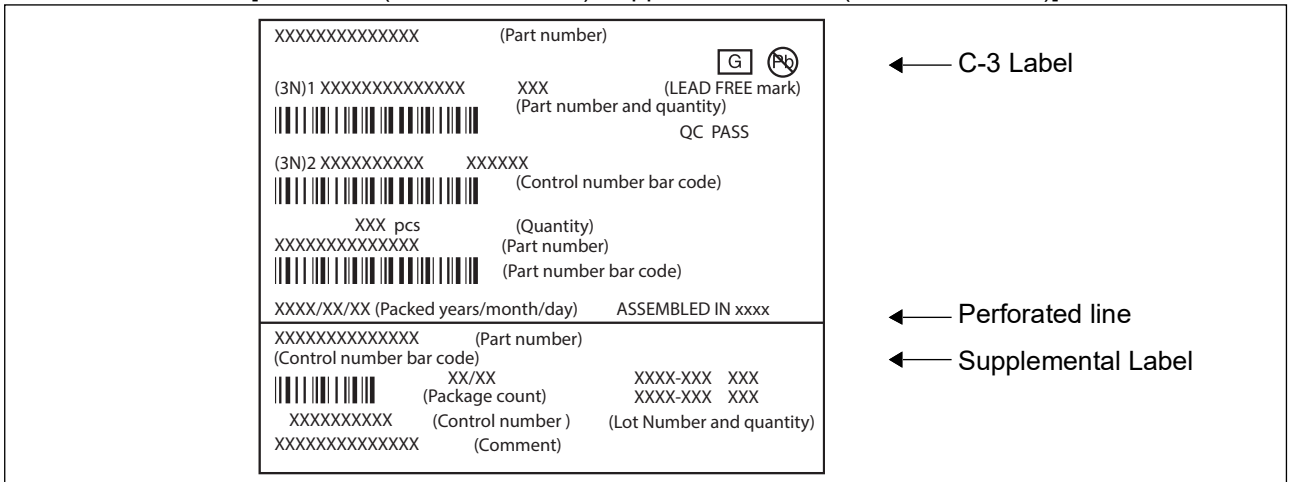 XXXXXXXXXXXXXX (Part number)
G Pb
C-3 Label
(3N)1 XXXXXXXXXXXXXX XXX (LEAD FREE mark)
(Part number and quantity)
QC PASS
(3N)2 XXXXXXXXXX XXXXXX
(Control number bar code)
XXX pcs (Quantity)
XXXXXXXXXXXXXX (Part number)
(Part number bar code)
XXXX/XX/XX (Packed years/month/day) ASSEMBLED IN xxxx
Perforated line
XXXXXXXXXXXXXX (Part number)
(Control number bar code)
Supplemental Label
XX/XX XXXX-XXX XXX
(Package count) XXXX-XXX XXX
XXXXXXXXXX (Control number ) (Lot Number and quantity)
XXXXXXXXXXXXXX (Comment)